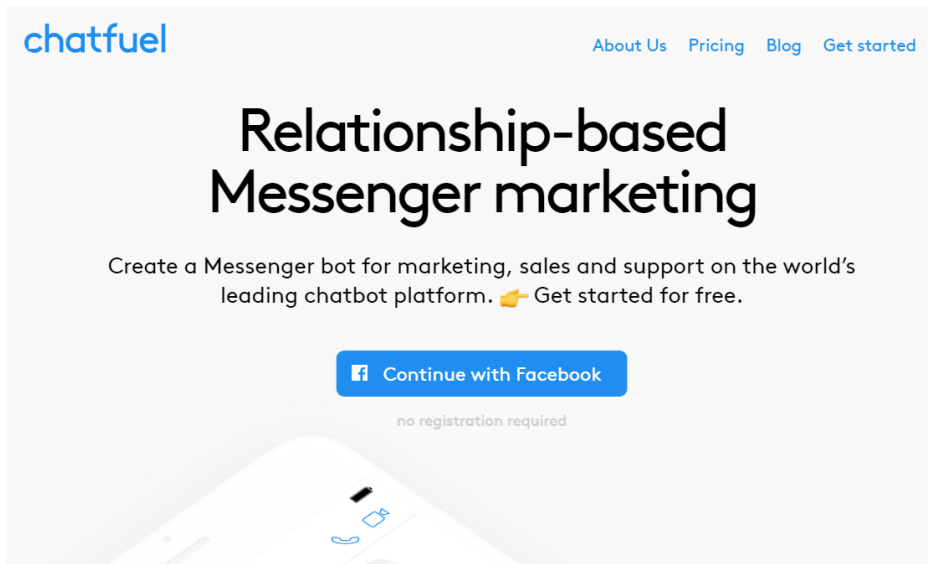 chatfuel
About Us Pricing Blog Get started
Relationship-based
Messenger marketing
Create a Messenger bot for marketing, sales and support on the world’s
leading chatbot platform. 👉 Get started for free.
Continue with Facebook
no registration required